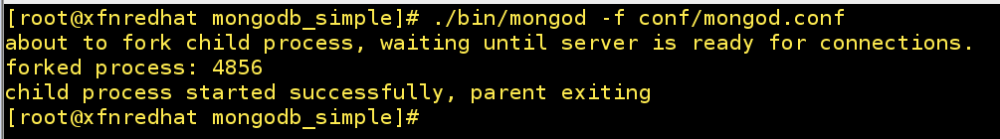 [root@xfnredhat mongodb_simple]# ./bin/mongod -f conf/mongod.conf
about to fork child process, waiting until server is ready for connections.
forked process: 4856
child process started successfully, parent exiting
[root@xfnredhat mongodb_simple]#